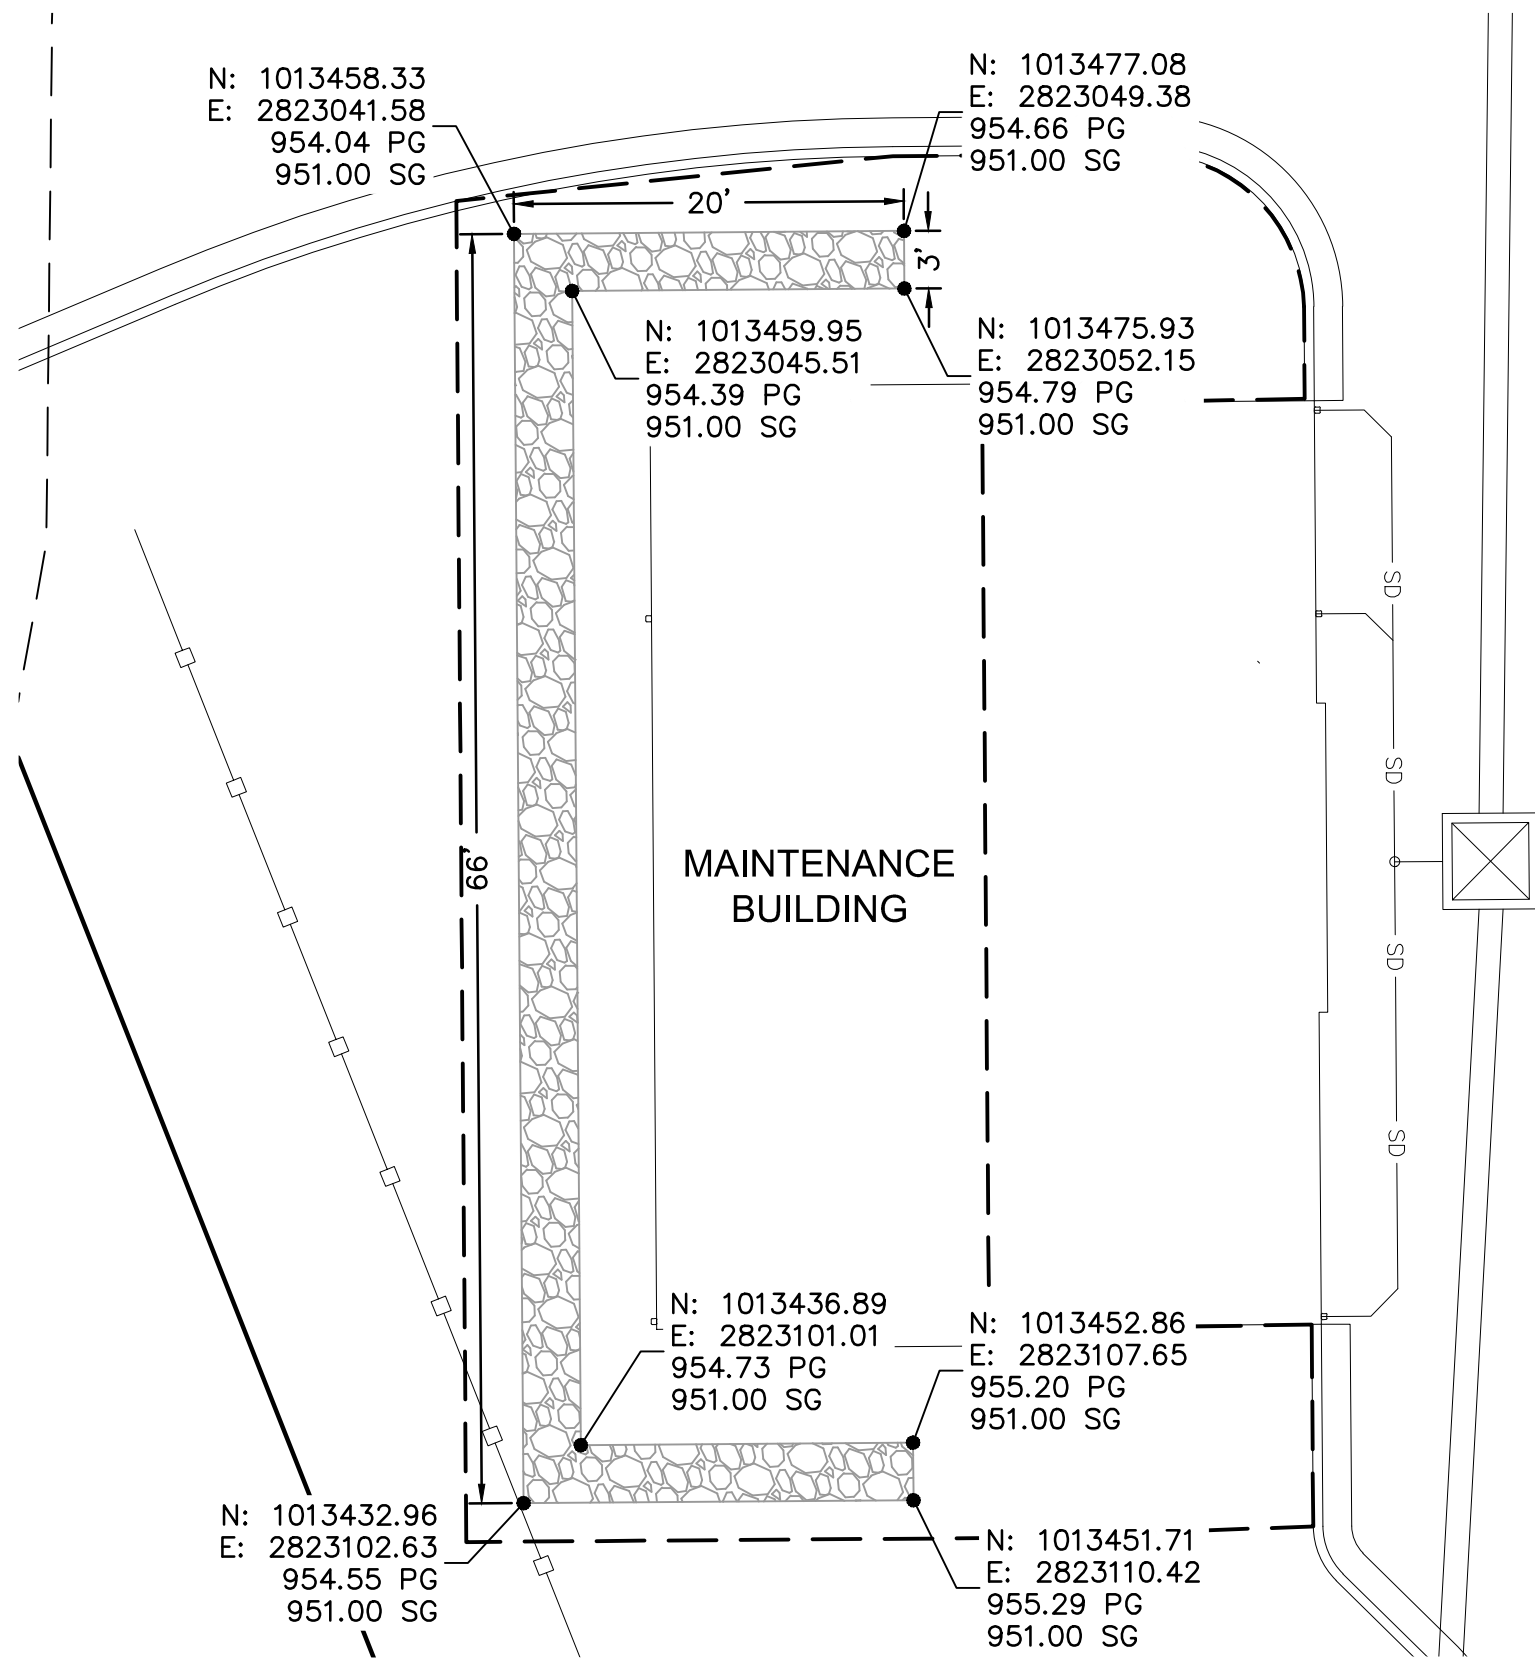 N: 1013458.33
E: 2823041.58
954.04 PG
951.00 SG
N: 1013477.08
E: 2823049.38
954.66 PG
951.00 SG
20'
3'
N: 1013459.95
E: 2823045.51
954.39 PG
951.00 SG
N: 1013475.93
E: 2823052.15
954.79 PG
951.00 SG
SD
SD
66'
MAINTENANCE
BUILDING
SD
SD
N: 1013436.89
E: 2823101.01
954.73 PG
951.00 SG
N: 1013452.86
E: 2823107.65
955.20 PG
951.00 SG
N: 1013432.96
E: 2823102.63
954.55 PG
951.00 SG
N: 1013451.71
E: 2823110.42
955.29 PG
951.00 SG